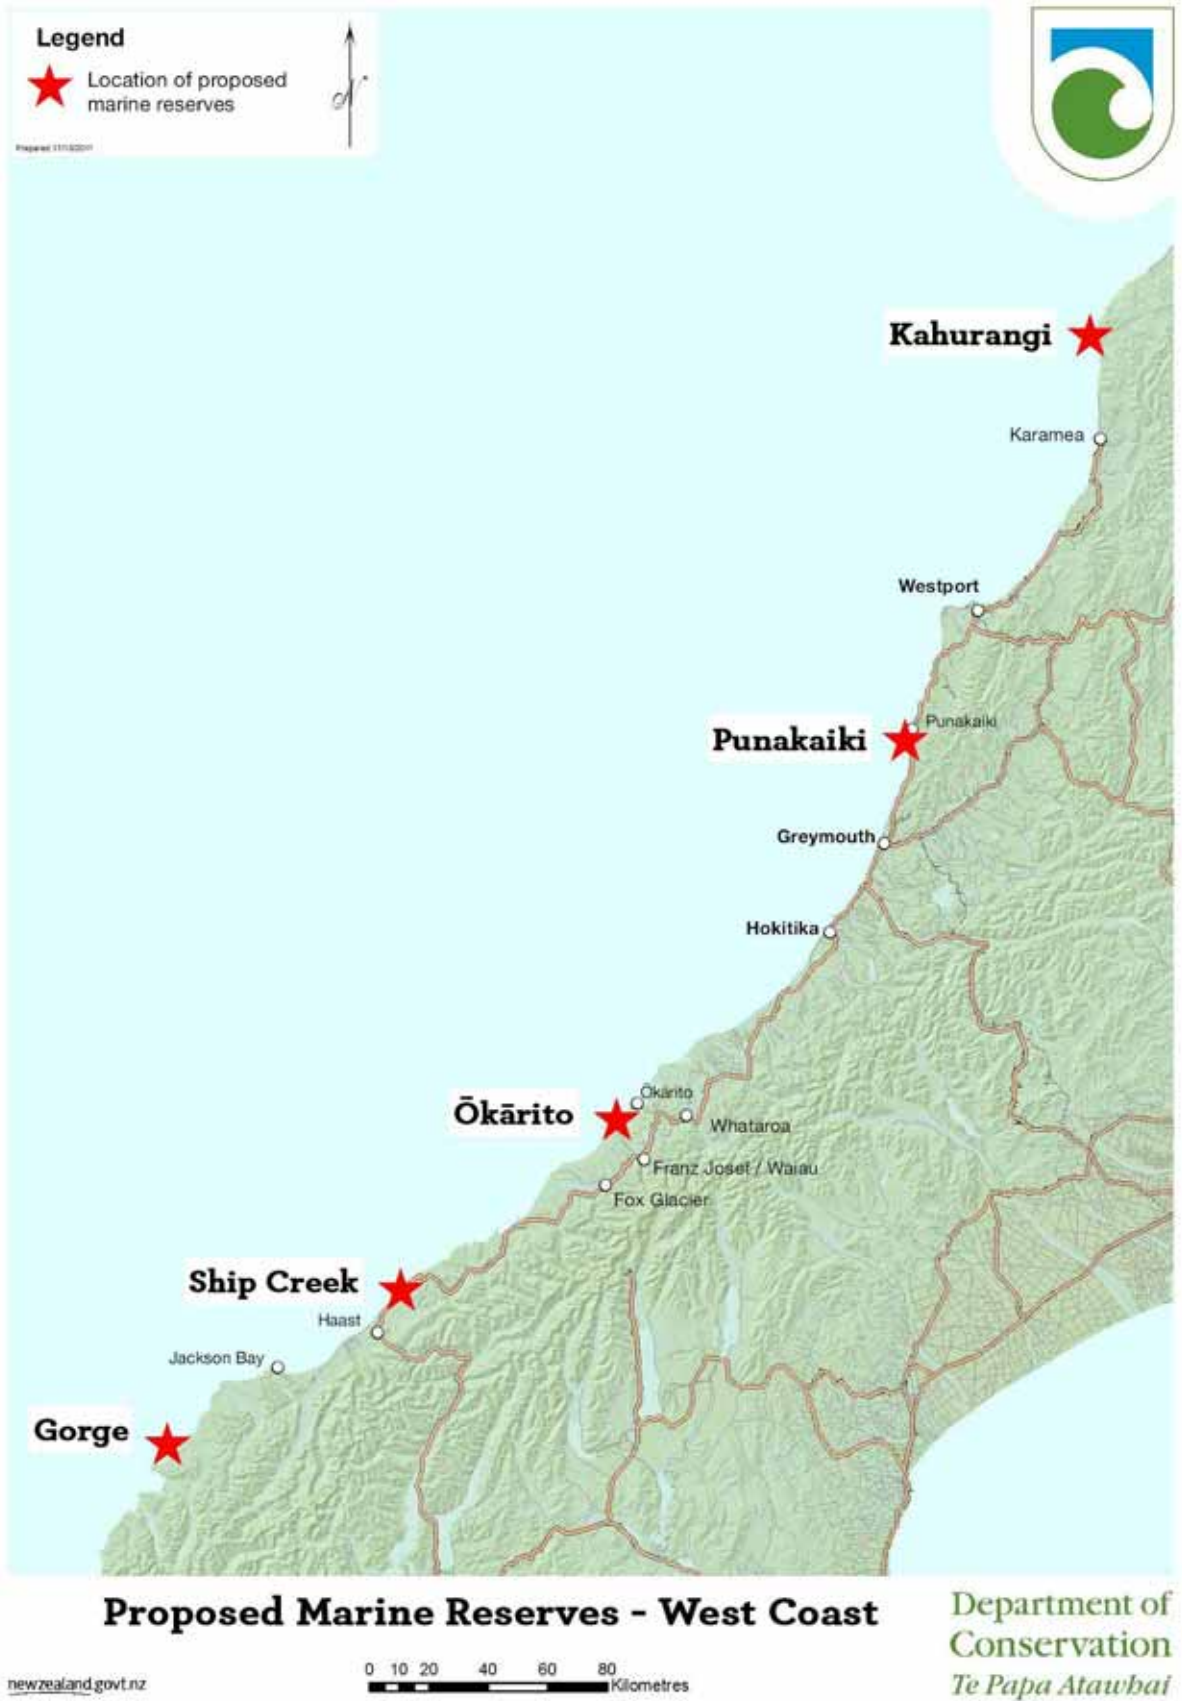 Legend
Location of proposed
marine reserves
N
Kahurangi
Karamea
Westport
Punakaiki
Punakaiki
Greymouth
Hokitika
Ōkārito
Ōkārito
Whataroa
Franz Josef / Waiau
Fox Glacier
Ship Creek
Haast
Jackson Bay
Gorge
Proposed Marine Reserves - West Coast
Department of
Conservation
Te Papa Atawhai
0 10 20 40 60 80
Kilometres
newzealand.govt.nz